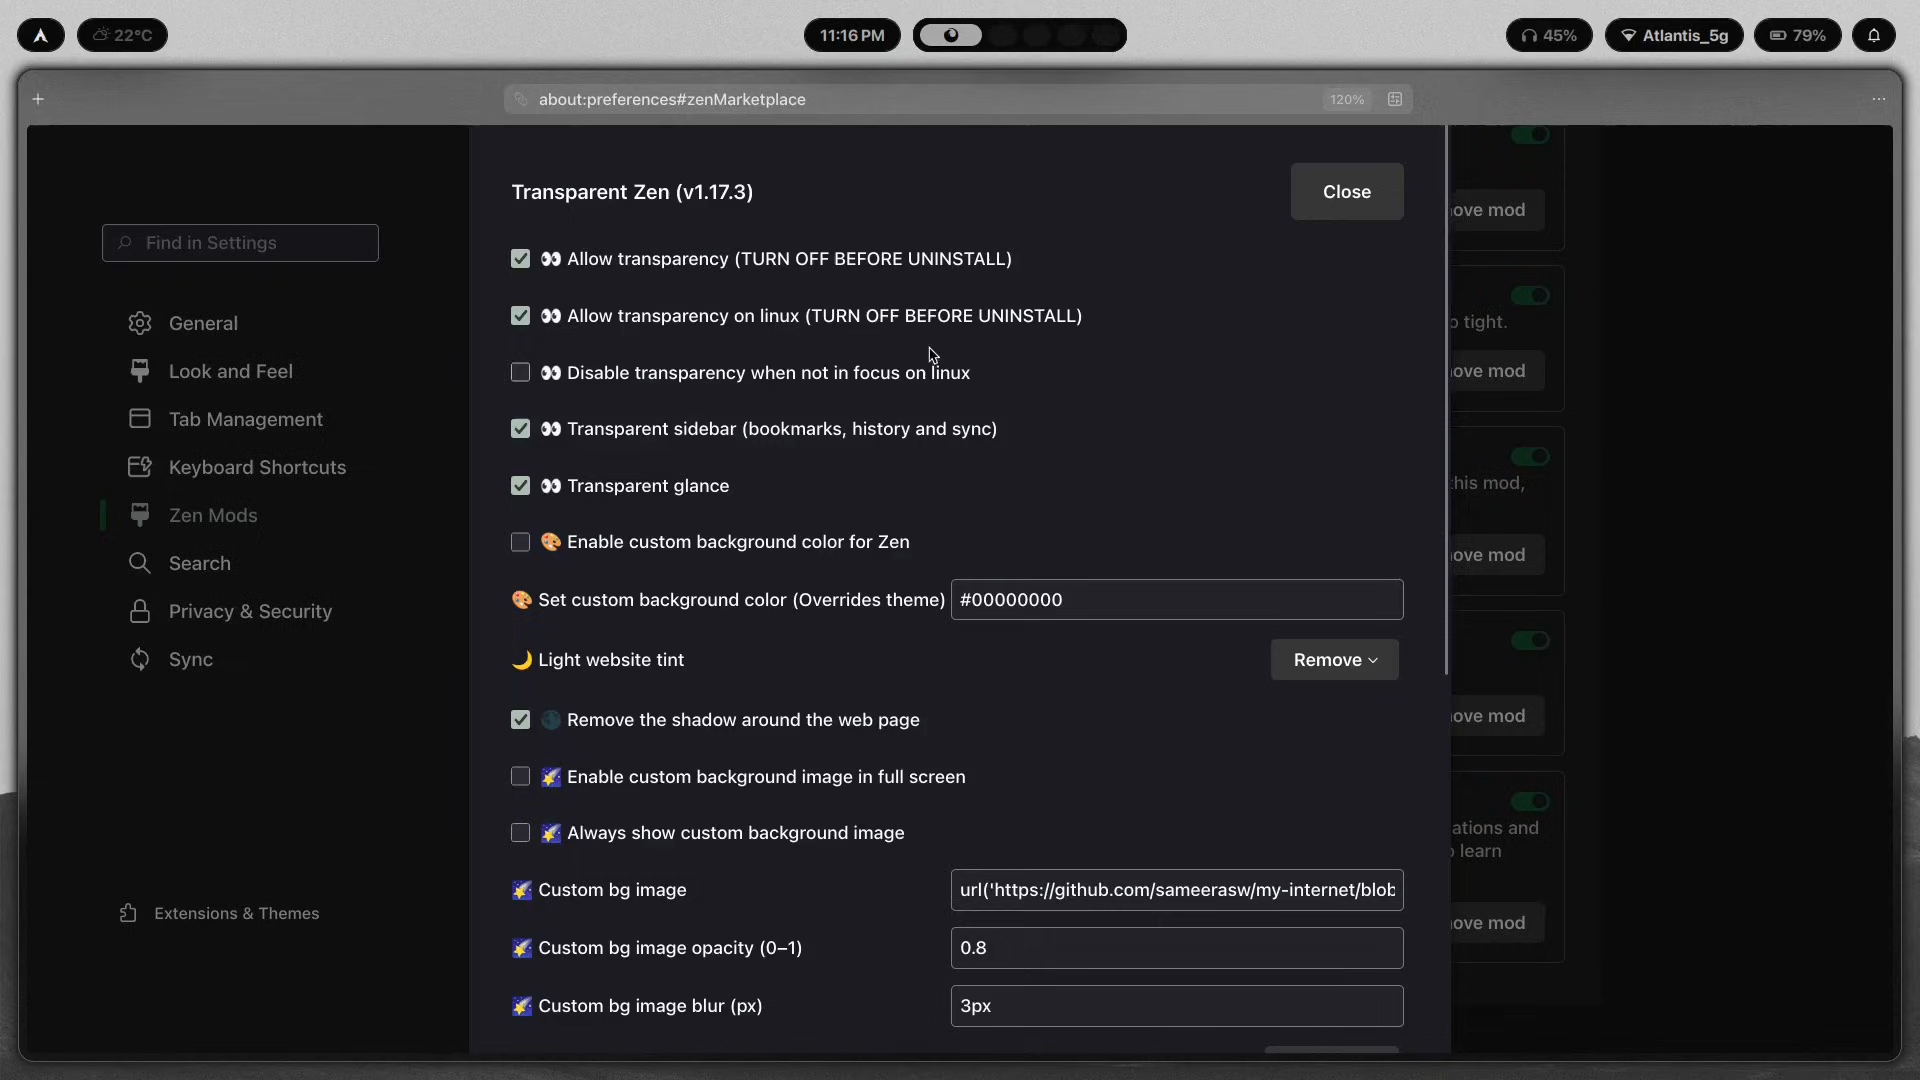 22°C
11:16 PM
45%
Atlantis_5g
79%
about:preferences#zenMarketplace
120%
Find in Settings
General
Look and Feel
Tab Management
Keyboard Shortcuts
Zen Mods
Search
Privacy & Security
Sync
Extensions & Themes
Transparent Zen (v1.17.3)
Close
👀 Allow transparency (TURN OFF BEFORE UNINSTALL)
👀 Allow transparency on linux (TURN OFF BEFORE UNINSTALL)
👀 Disable transparency when not in focus on linux
👀 Transparent sidebar (bookmarks, history and sync)
👀 Transparent glance
🎨 Enable custom background color for Zen
🎨 Set custom background color (Overrides theme) #00000000
🌙 Light website tint
Remove
🌑 Remove the shadow around the web page
🌠 Enable custom background image in full screen
🌠 Always show custom background image
🌠 Custom bg image
url('https://github.com/sameerasw/my-internet/blob
🌠 Custom bg image opacity (0–1)
0.8
🌠 Custom bg image blur (px)
3px
ove mod
tight.
ove mod
this mod,
ove mod
ove mod
ations and
learn
ove mod